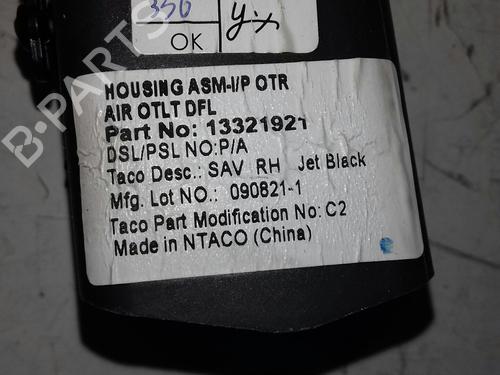 350
OK
B-PARTS
HOUSING ASM-I/P OTR
AIR OTLT DFL
Part No: 13321921
DSL/PSL NO:P/A
Taco Desc.: SAV RH Jet Black
Mfg. Lot NO.: 090821-1
Taco Part Modification No: C2
Made in NTACO (China)